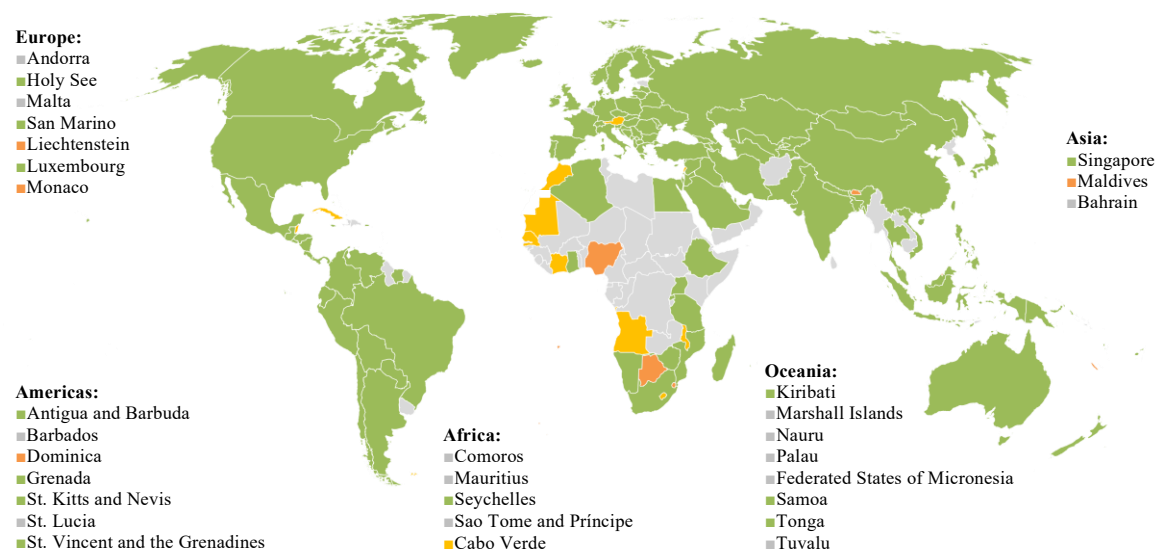 Europe:
Andorra
Holy See
Malta
San Marino
Liechtenstein
Luxembourg
Monaco
Asia:
Singapore
Maldives
Bahrain
Americas:
Antigua and Barbuda
Barbados
Dominica
Grenada
St. Kitts and Nevis
St. Lucia
St. Vincent and the Grenadines
Africa:
Comoros
Mauritius
Seychelles
Sao Tome and Príncipe
Cabo Verde
Oceania:
Kiribati
Marshall Islands
Nauru
Palau
Federated States of Micronesia
Samoa
Tonga
Tuvalu